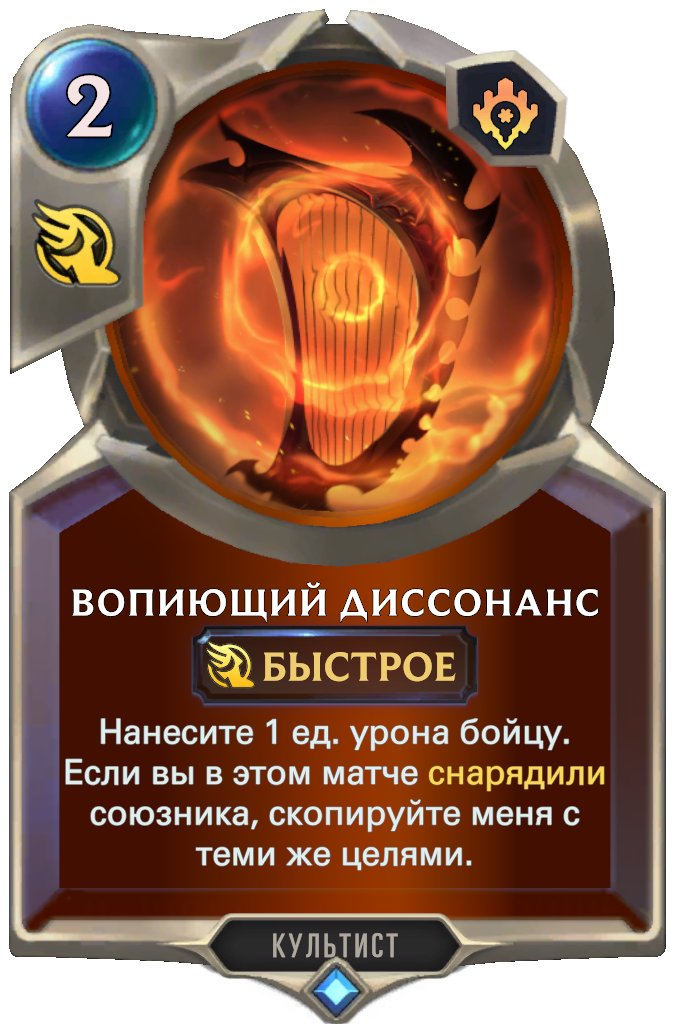 2
ВОПИЮЩИЙ ДИССОНАНС
БЫСТРОЕ
Нанесите 1 ед. урона бойцу.
Если вы в этом матче снарядили
союзника, скопируйте меня с
теми же целями.
КУЛЬТИСТ